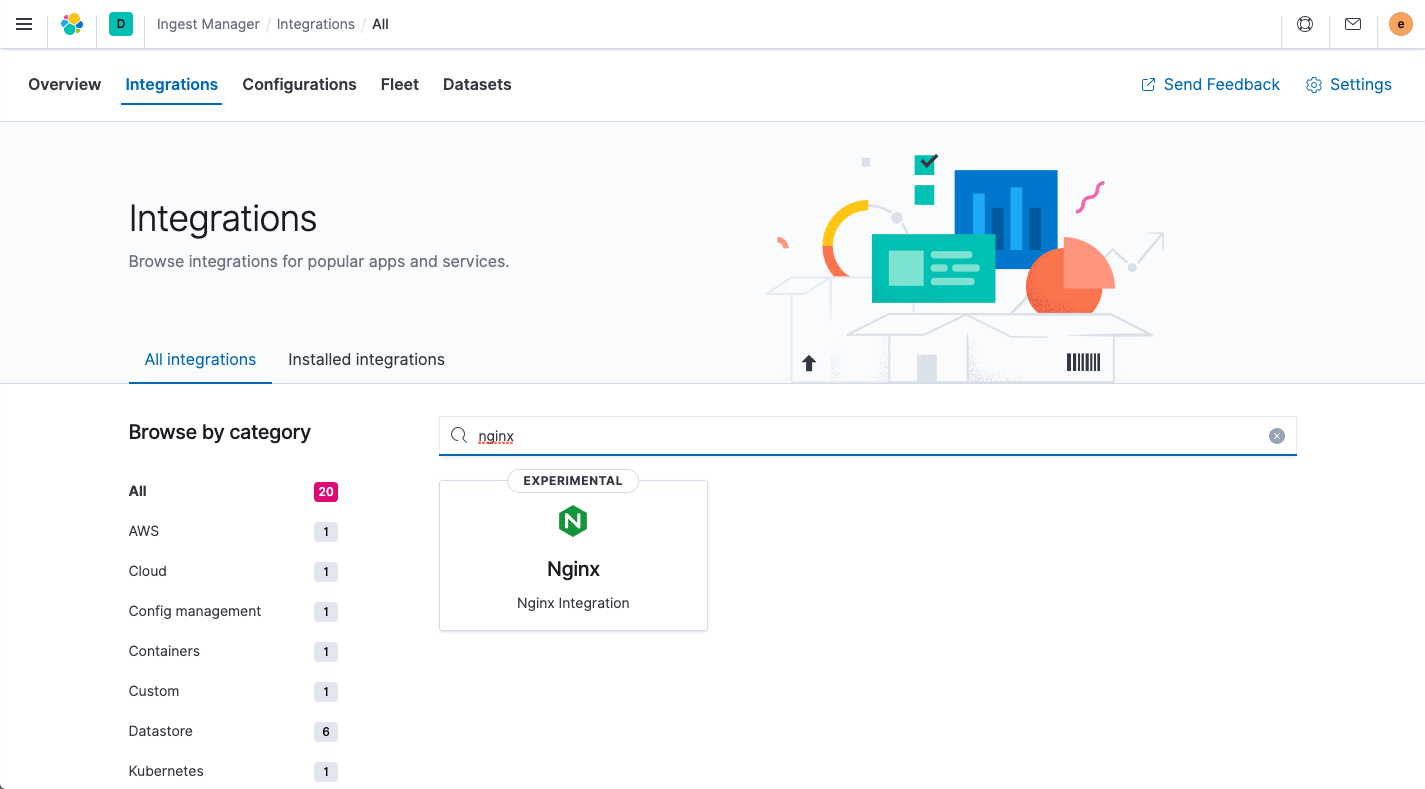 D Ingest Manager / Integrations / All e
Overview Integrations Configurations Fleet Datasets Send Feedback Settings
Integrations
Browse integrations for popular apps and services.
All integrations Installed integrations
Browse by category
nginx
All 20
AWS 1
Cloud 1
Config management 1
Containers 1
Custom 1
Datastore 6
Kubernetes 1
EXPERIMENTAL
N
Nginx
Nginx Integration